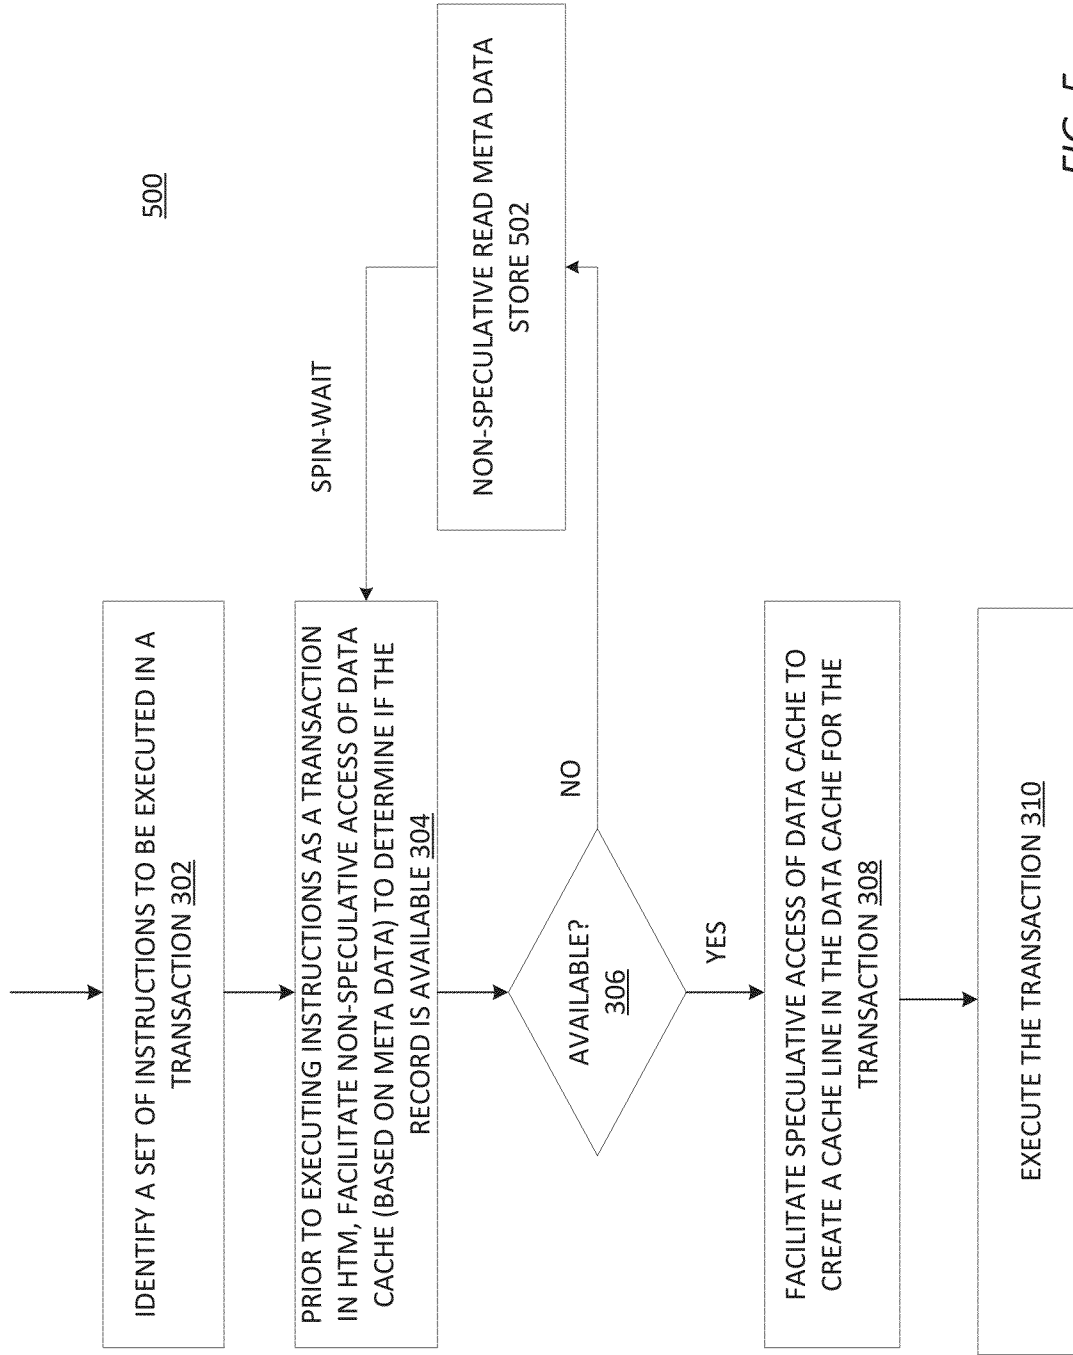 500
IDENTIFY A SET OF INSTRUCTIONS TO BE EXECUTED IN A
TRANSACTION 302
PRIOR TO EXECUTING INSTRUCTIONS AS A TRANSACTION
IN HTM, FACILITATE NON-SPECULATIVE ACCESS OF DATA
CACHE (BASED ON META DATA) TO DETERMINE IF THE
RECORD IS AVAILABLE 304
SPIN-WAIT
NON-SPECULATIVE READ META DATA
STORE 502
AVAILABLE?
306
NO
YES
FACILITATE SPECULATIVE ACCESS OF DATA CACHE TO
CREATE A CACHE LINE IN THE DATA CACHE FOR THE
TRANSACTION 308
EXECUTE THE TRANSACTION 310
FIG. 5